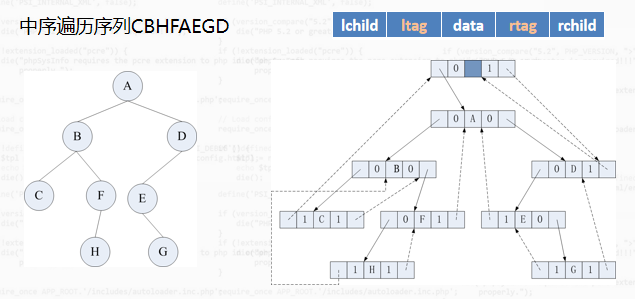 中序遍历序列CBHFAEGD
lchild ltag data rtag rchild
0 1
A
0 A 0
B D
0 B 0 0 D 1
C F E
1 C 1 0 F 1 1 E 0
H G
1 H 1 1 G 1